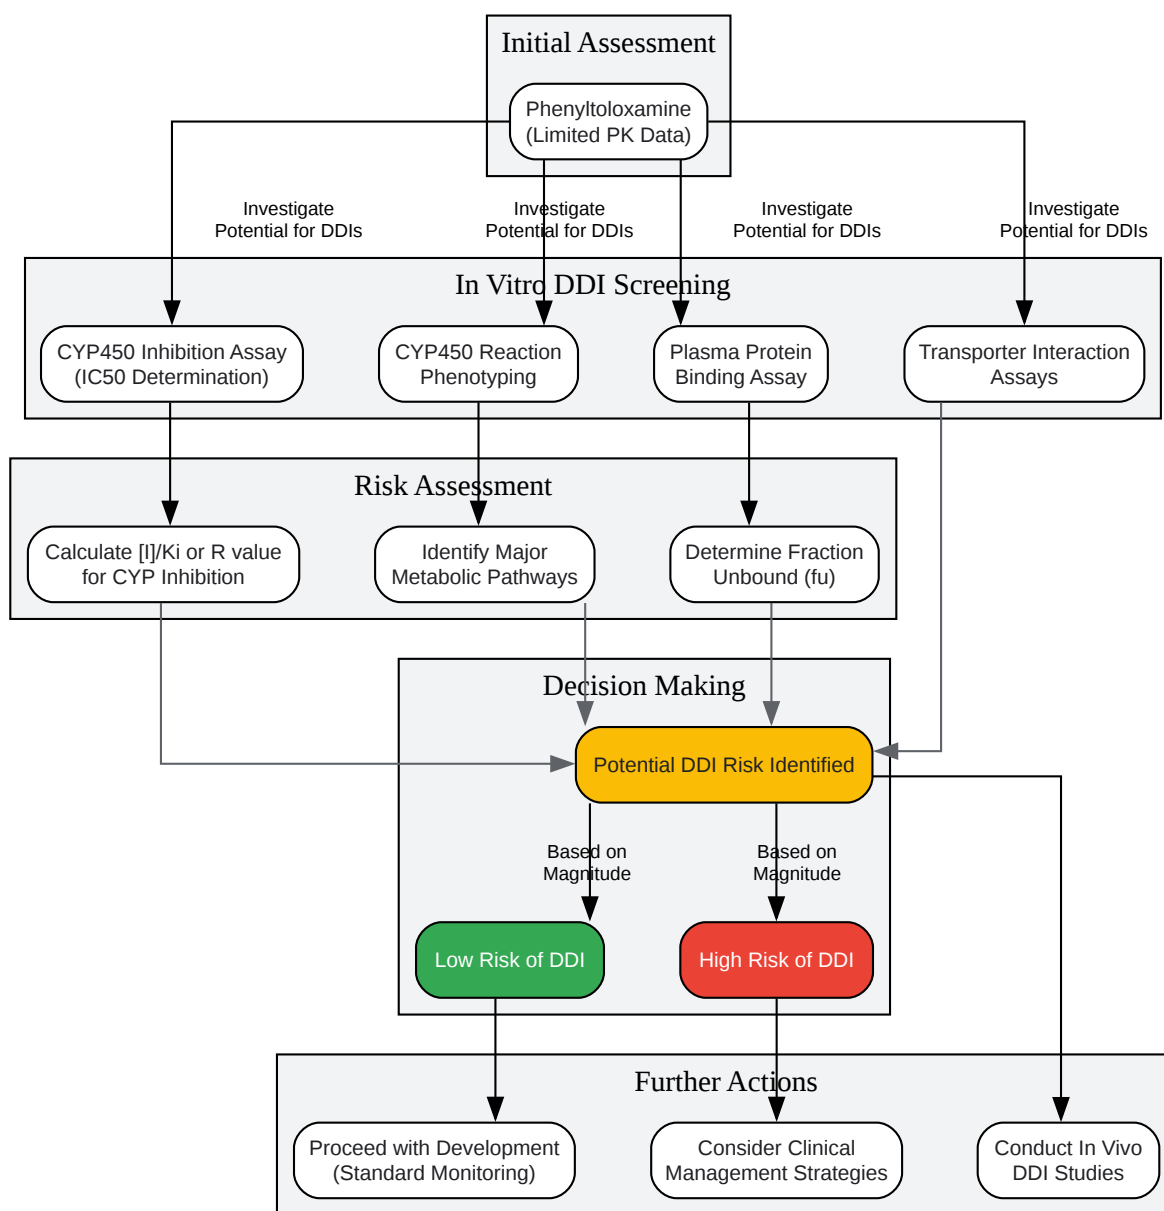 Initial Assessment
Phenyltoloxamine
(Limited PK Data)
Investigate
Potential for DDIs
Investigate
Potential for DDIs
Investigate
Potential for DDIs
Investigate
Potential for DDIs
In Vitro DDI Screening
CYP450 Inhibition Assay
(IC50 Determination)
CYP450 Reaction
Phenotyping
Plasma Protein
Binding Assay
Transporter Interaction
Assays
Risk Assessment
Calculate [I]/Ki or R value
for CYP Inhibition
Identify Major
Metabolic Pathways
Determine Fraction
Unbound (fu)
Decision Making
Potential DDI Risk Identified
Based on
Magnitude
Based on
Magnitude
Low Risk of DDI
High Risk of DDI
Further Actions
Proceed with Development
(Standard Monitoring)
Consider Clinical
Management Strategies
Conduct In Vivo
DDI Studies